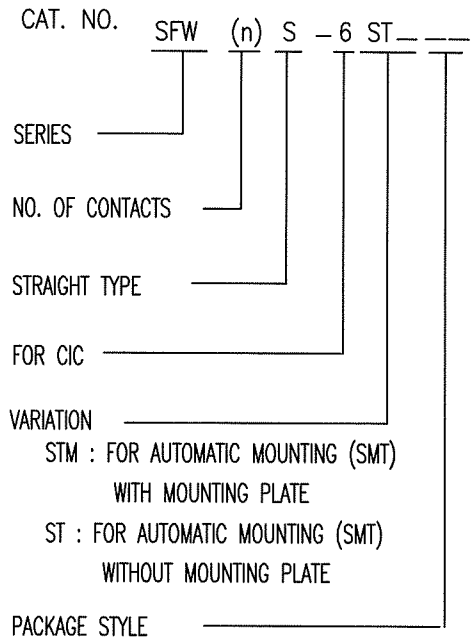 CAT. NO. SFW (n) S - 6 ST_ __
SERIES
NO. OF CONTACTS
STRAIGHT TYPE
FOR CIC
VARIATION
STM : FOR AUTOMATIC MOUNTING (SMT)
WITH MOUNTING PLATE
ST : FOR AUTOMATIC MOUNTING (SMT)
WITHOUT MOUNTING PLATE
PACKAGE STYLE